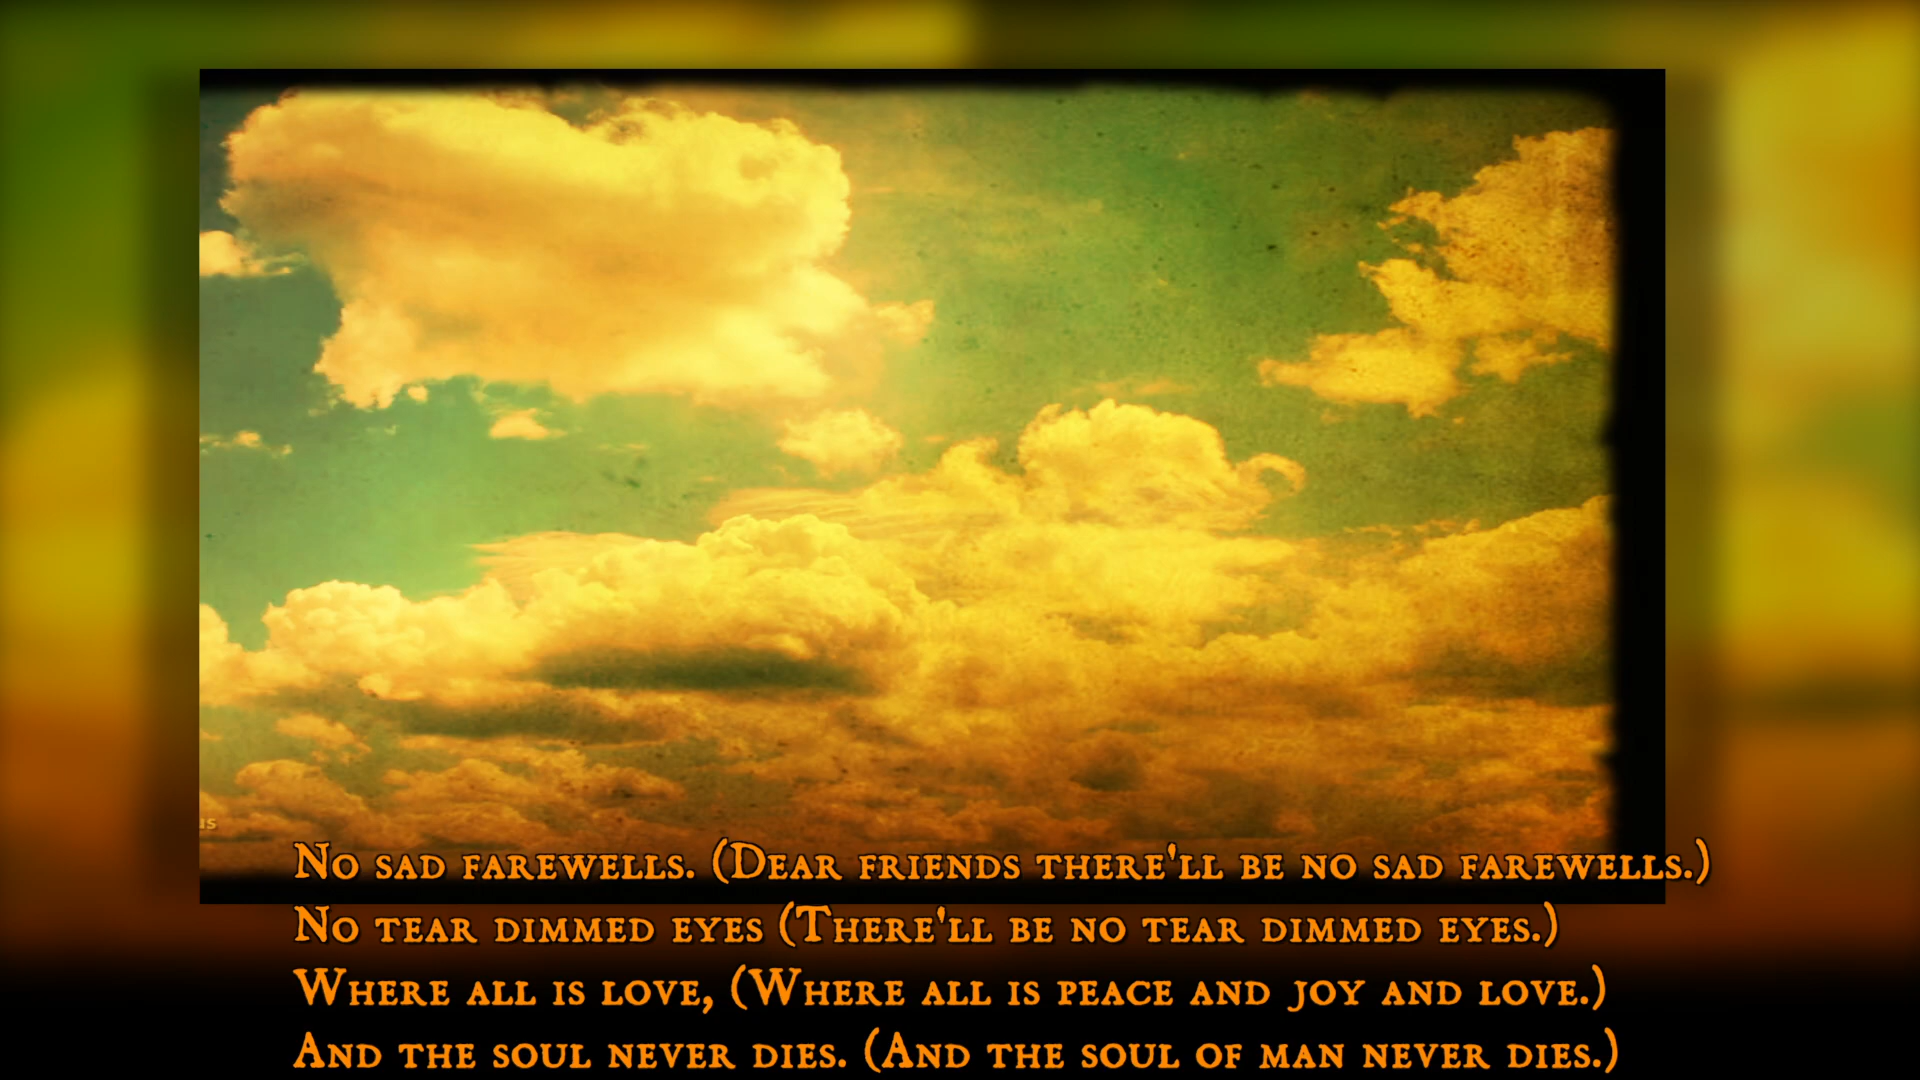 is
No sad farewells. (Dear friends there'll be no sad farewells.)
No tear dimmed eyes (There'll be no tear dimmed eyes.)
Where all is love, (Where all is peace and joy and love.)
And the soul never dies. (And the soul of man never dies.)